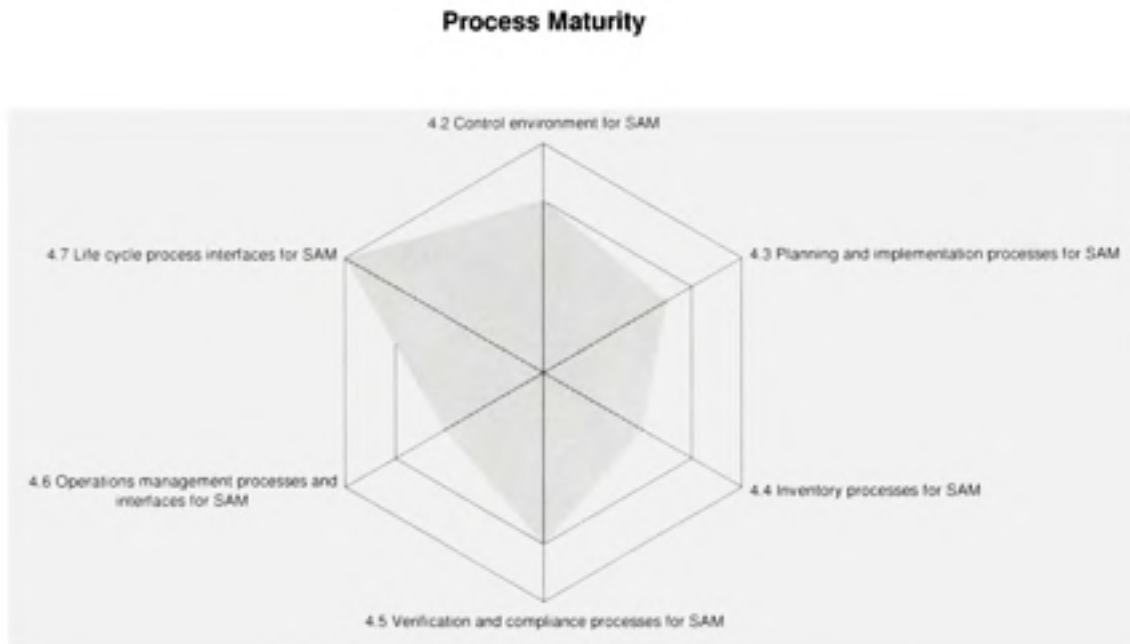 Process Maturity
4.2 Control environment for SAM
4.7 Life cycle process interfaces for SAM
4.3 Planning and implementation processes for SAM
4.6 Operations management processes and
interfaces for SAM
4.4 Inventory processes for SAM
4.5 Verification and compliance processes for SAM